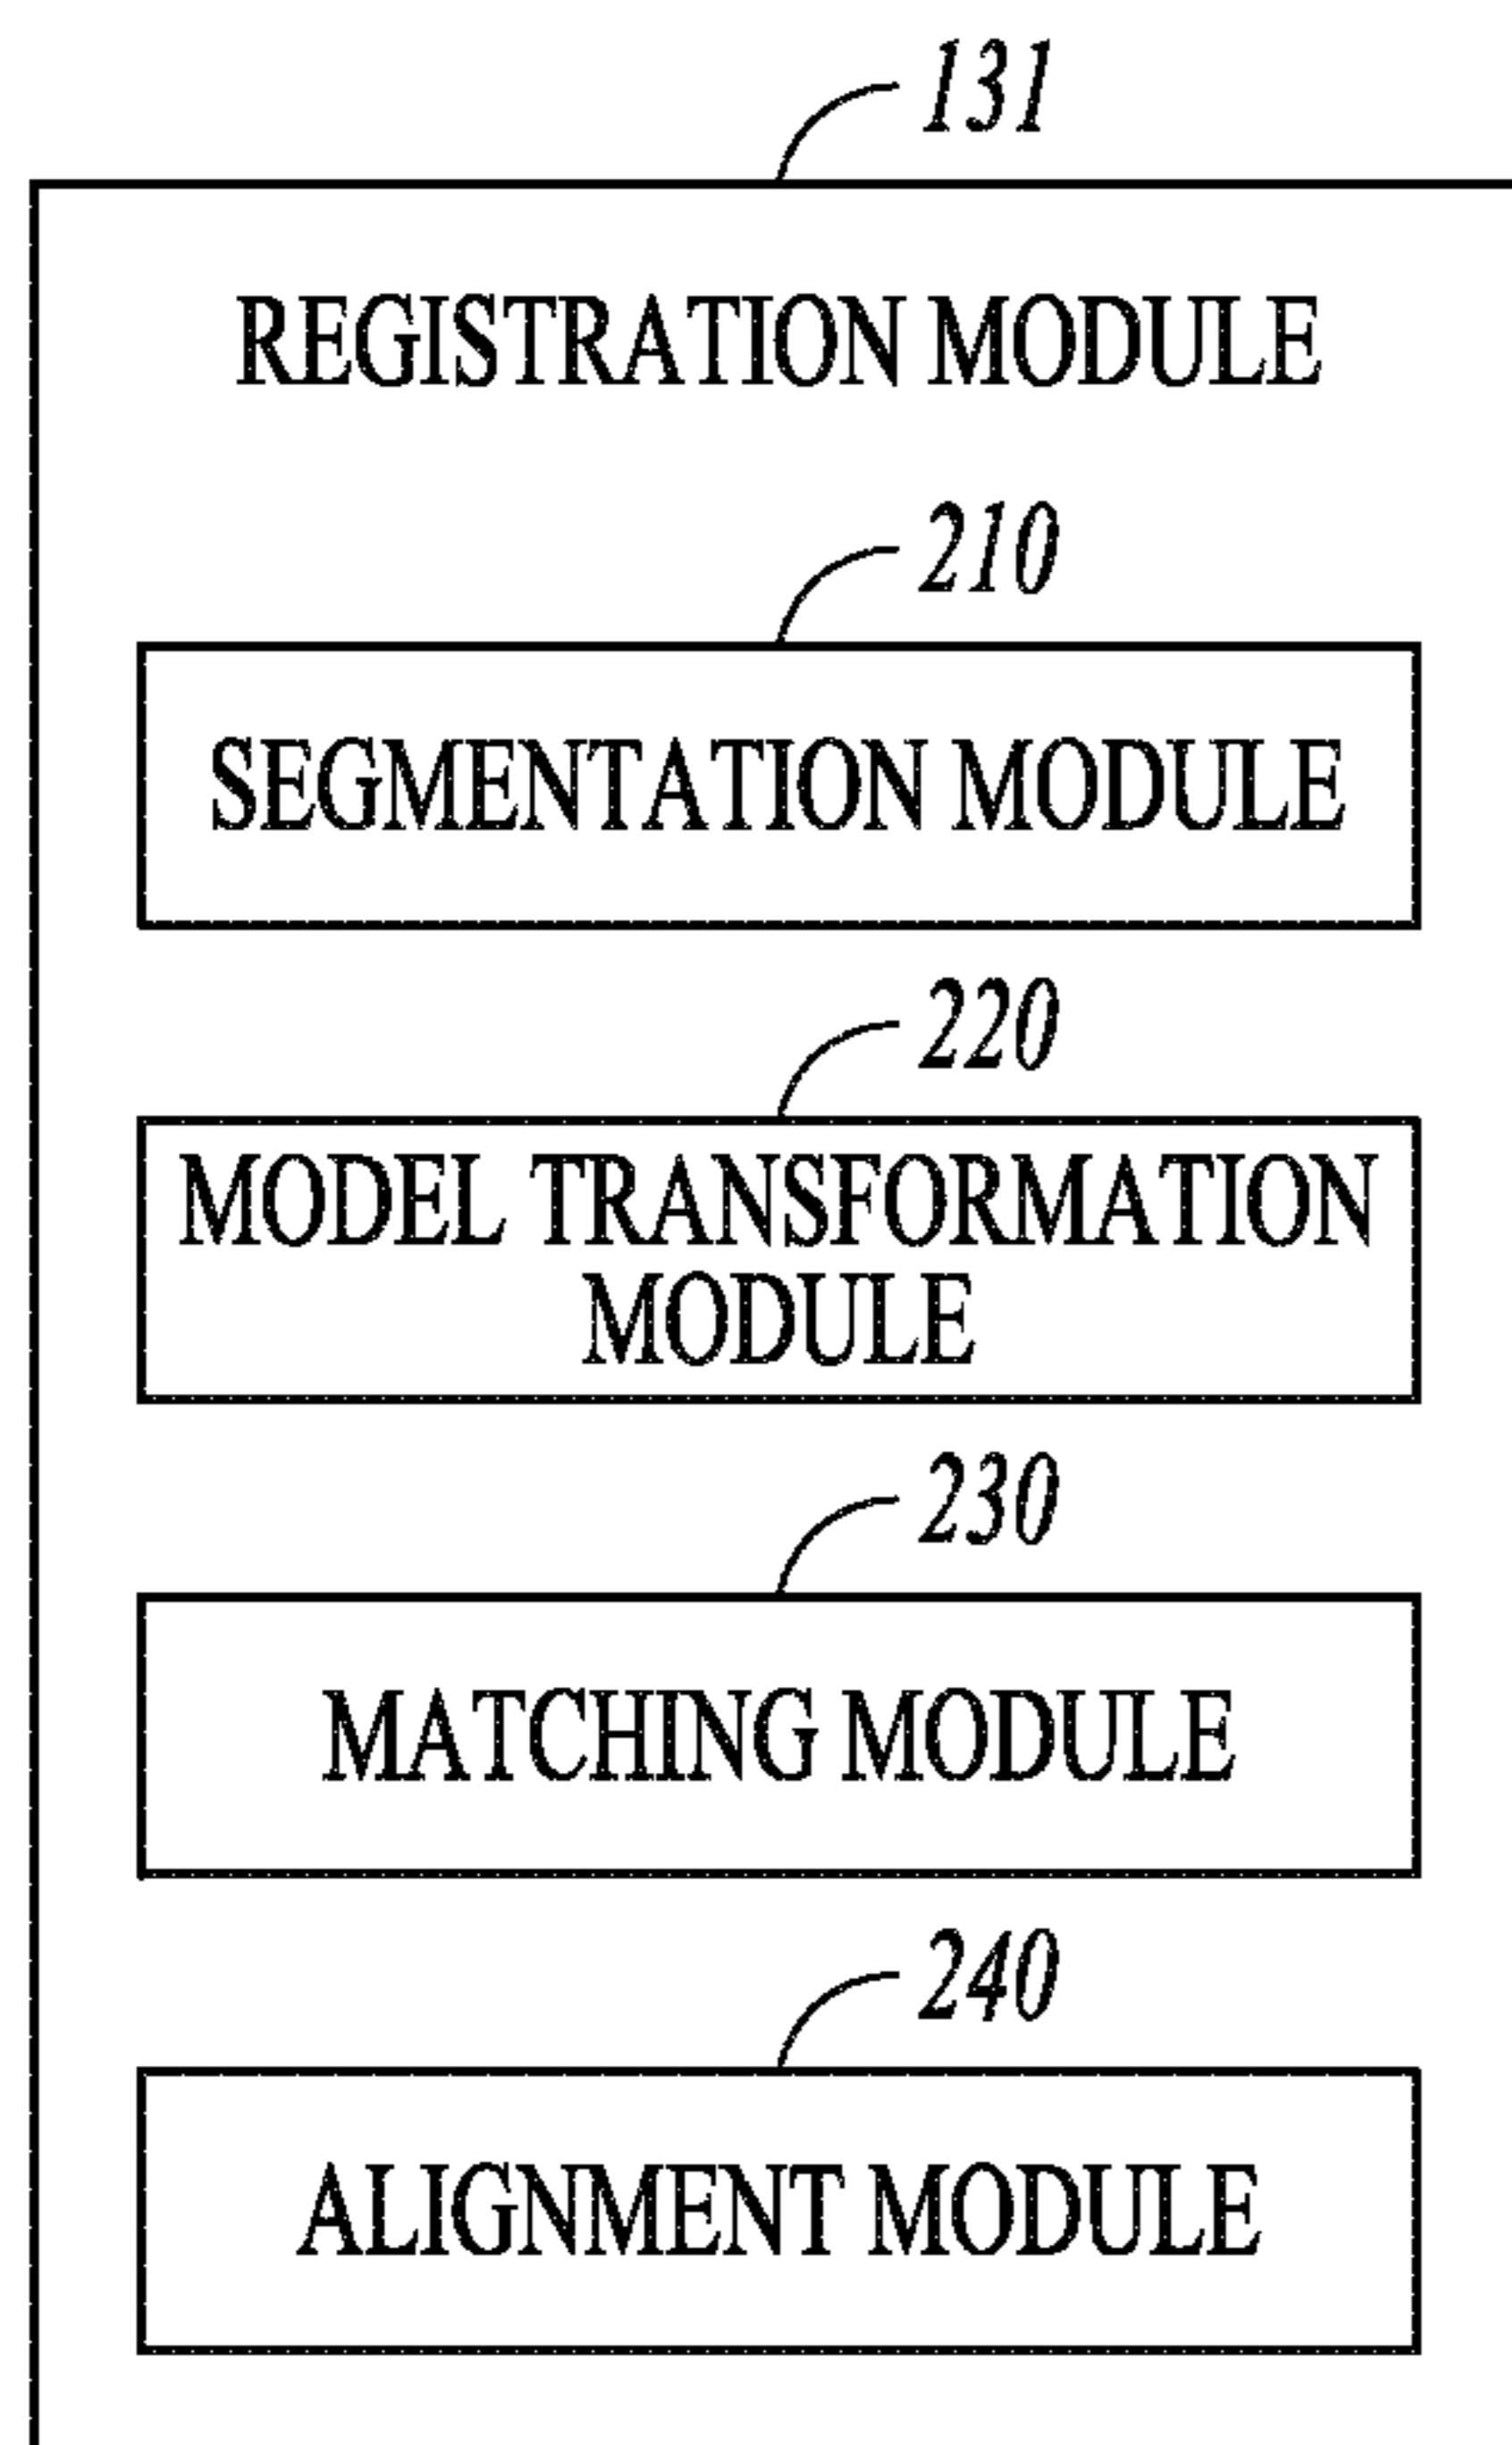 131
REGISTRATION MODULE
210
SEGMENTATION MODULE
220
MODEL TRANSFORMATION
MODULE
230
MATCHING MODULE
240
ALIGNMENT MODULE